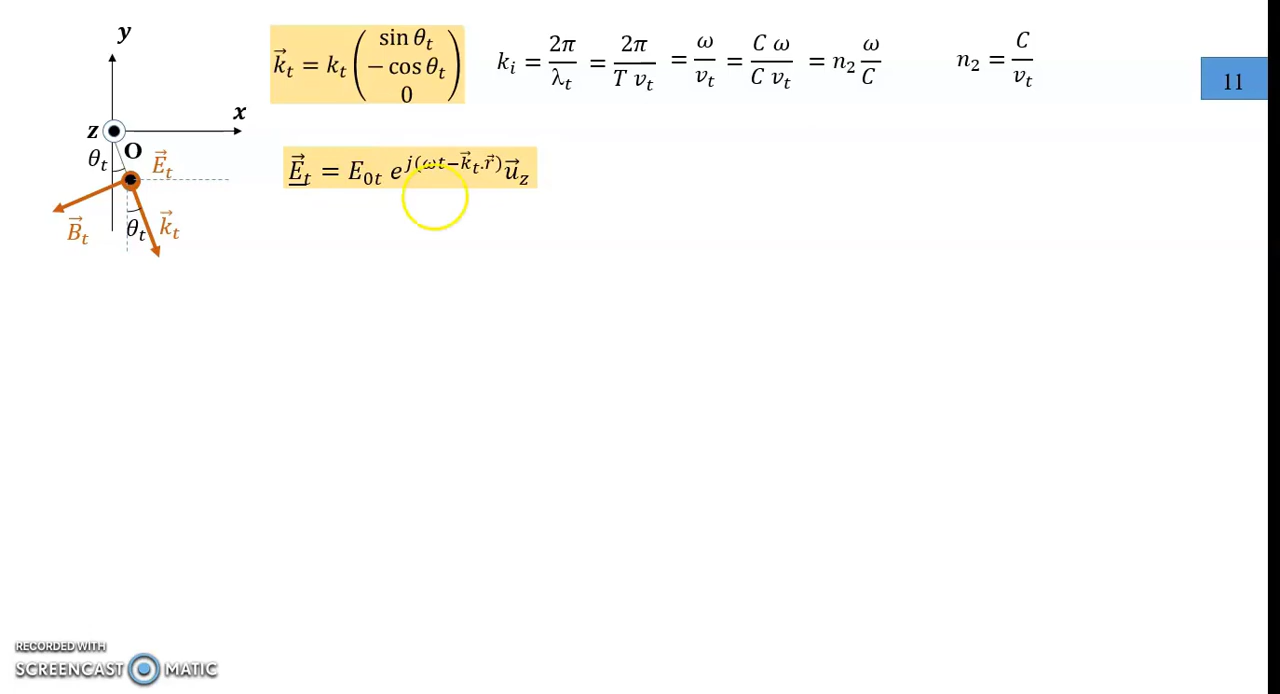 y
x
z
O
θₜ
E⃗ₜ
B⃗ₜ
θₜ
k⃗ₜ
k⃗ₜ = kₜ ( sin θₜ
− cos θₜ
0 )
kᵢ = 2π/λₜ = 2π/(T vₜ) = ω/vₜ = C ω/(C vₜ) = n₂ ω/C
n₂ = C/vₜ
11
E⃗ₜ = E₀ₜ e^{j(ωt−k⃗ₜ.r⃗)} u⃗_z
RECORDED WITH
SCREENCAST MATIC